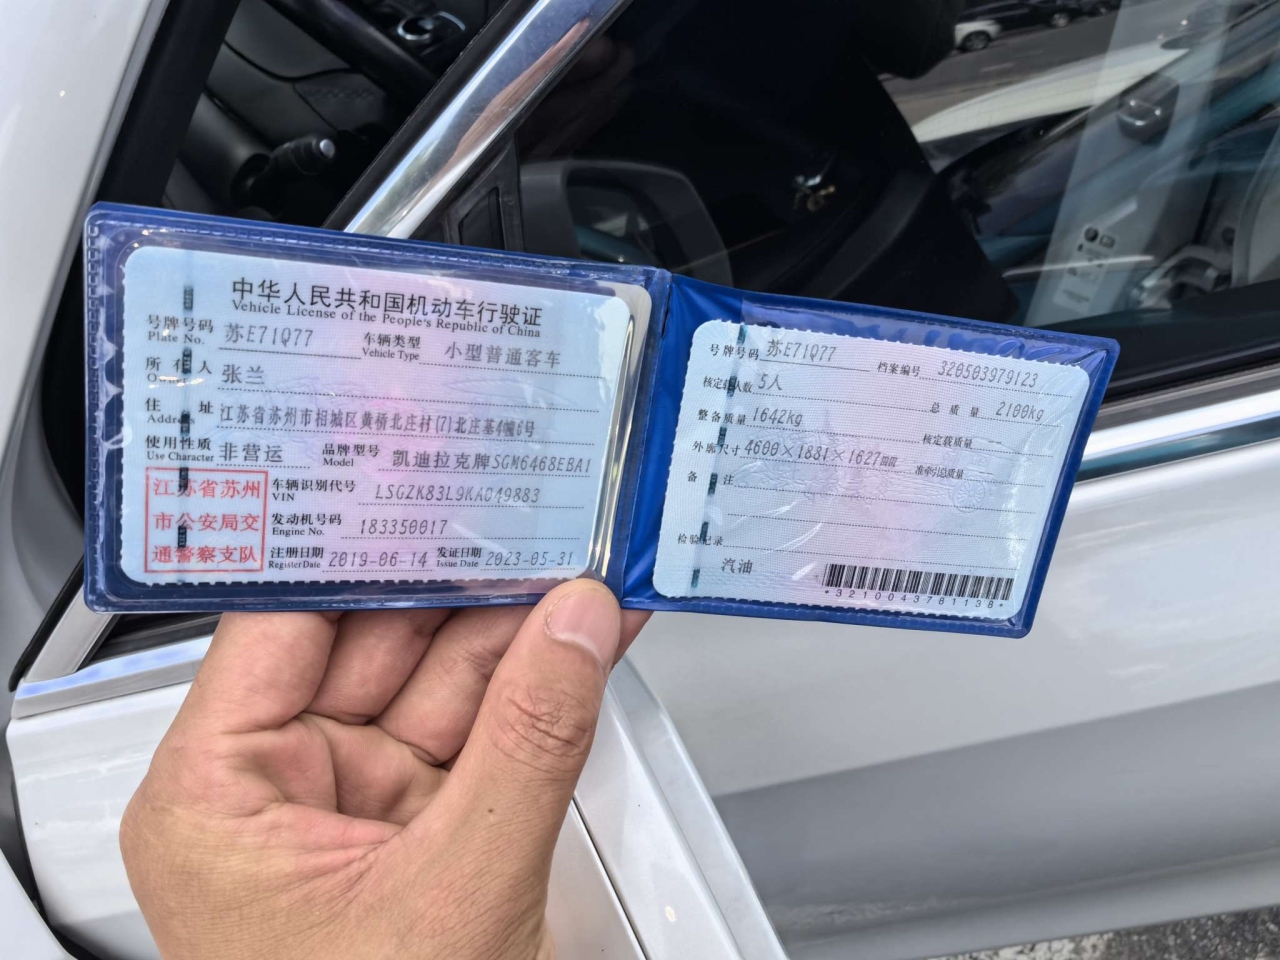 中华人民共和国机动车行驶证
Vehicle License of the People's Republic of China
号牌号码 苏E71Q77 车辆类型 小型普通客车
Plate No. Vehicle Type
所有人 张兰
Owner
住址 江苏省苏州市相城区黄桥北庄村(7)北庄基4幢6号
Address
使用性质 非营运 品牌型号 凯迪拉克牌SGM6468EBA1
Use Character Model
江苏省苏州
市公安局交
通警察支队
车辆识别代号 LSGZK83L9KA049883
VIN
发动机号码 183350017
Engine No.
注册日期 2019-06-14 发证日期 2023-05-31
Register Date Issue Date
号牌号码 苏E71Q77 档案编号 320503979123
核定载人数 5人 总质量 2100kg
整备质量 1642kg 核定载质量 --
外廓尺寸 4600×1881×1627mm 准牵引总质量 --
备注
检验记录
汽油
*3210043781138*